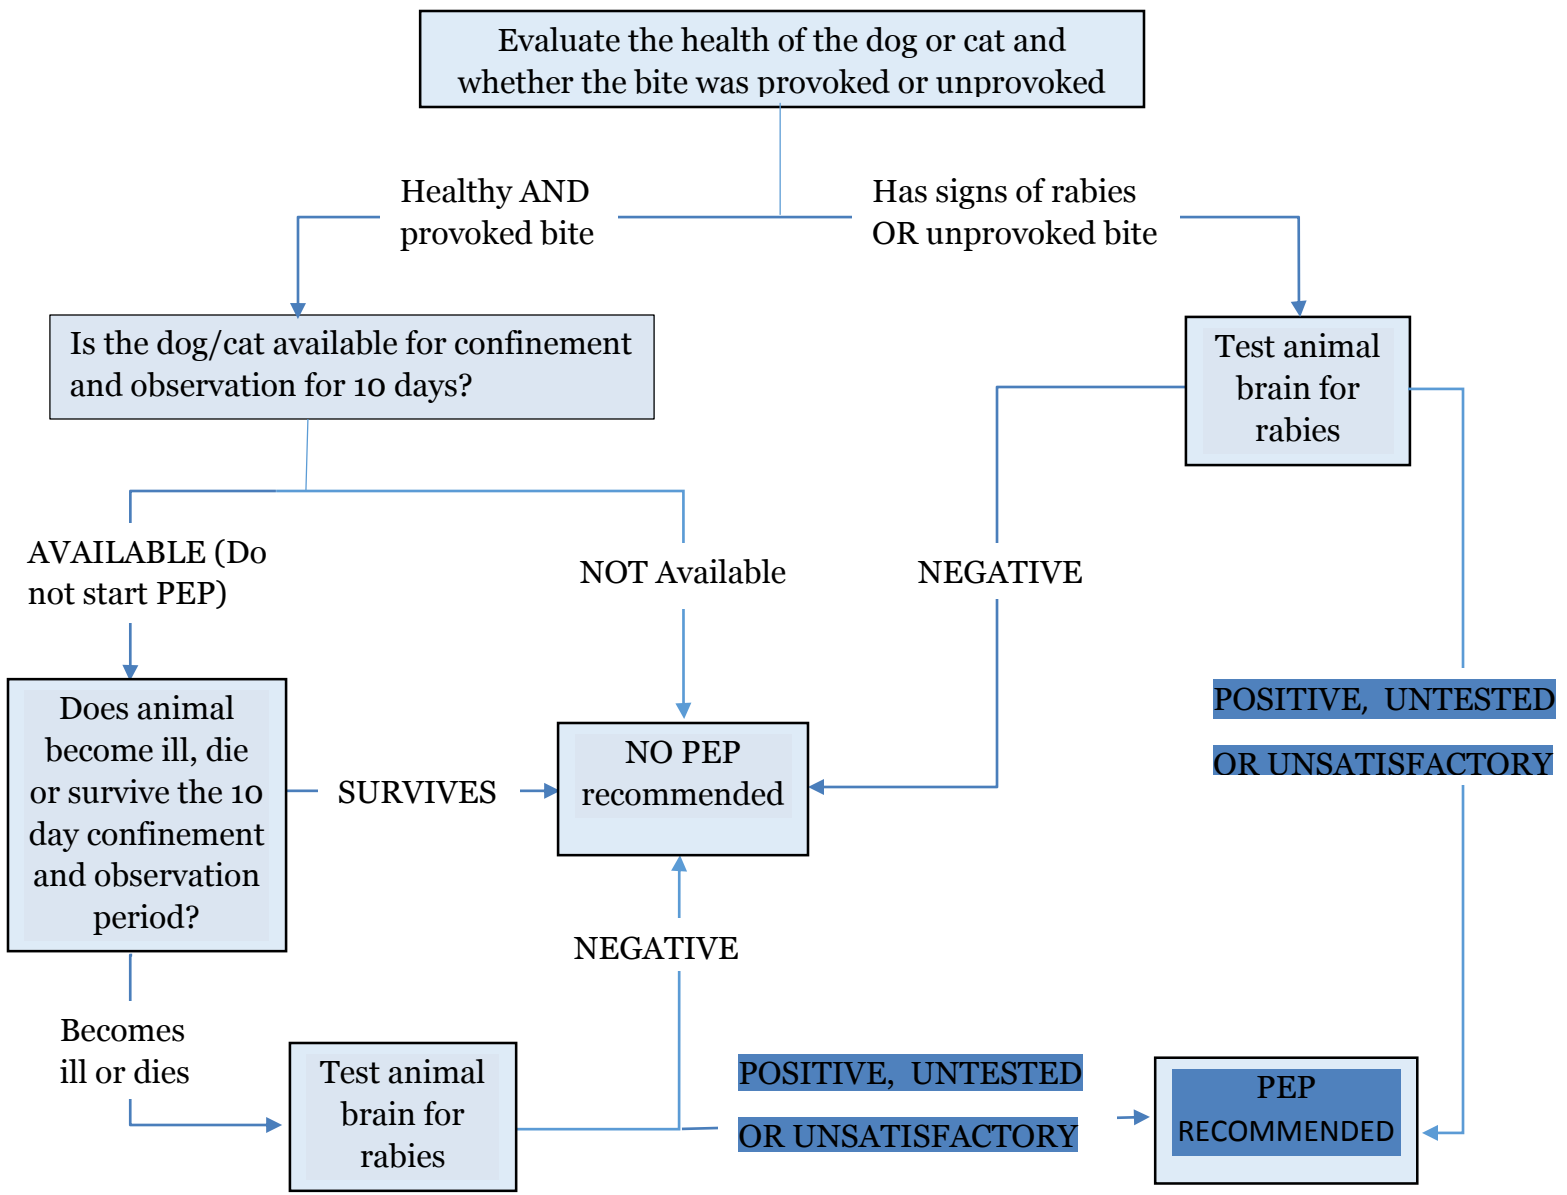 Evaluate the health of the dog or cat and
whether the bite was provoked or unprovoked
Healthy AND
provoked bite
Has signs of rabies
OR unprovoked bite
Is the dog/cat available for confinement
and observation for 10 days?
Test animal
brain for
rabies
AVAILABLE (Do
not start PEP)
NOT Available
NEGATIVE
POSITIVE, UNTESTED
OR UNSATISFACTORY
Does animal
become ill, die
or survive the 10
day confinement
and observation
period?
SURVIVES
NO PEP
recommended
NEGATIVE
Becomes
ill or dies
Test animal
brain for
rabies
POSITIVE, UNTESTED
OR UNSATISFACTORY
PEP
RECOMMENDED